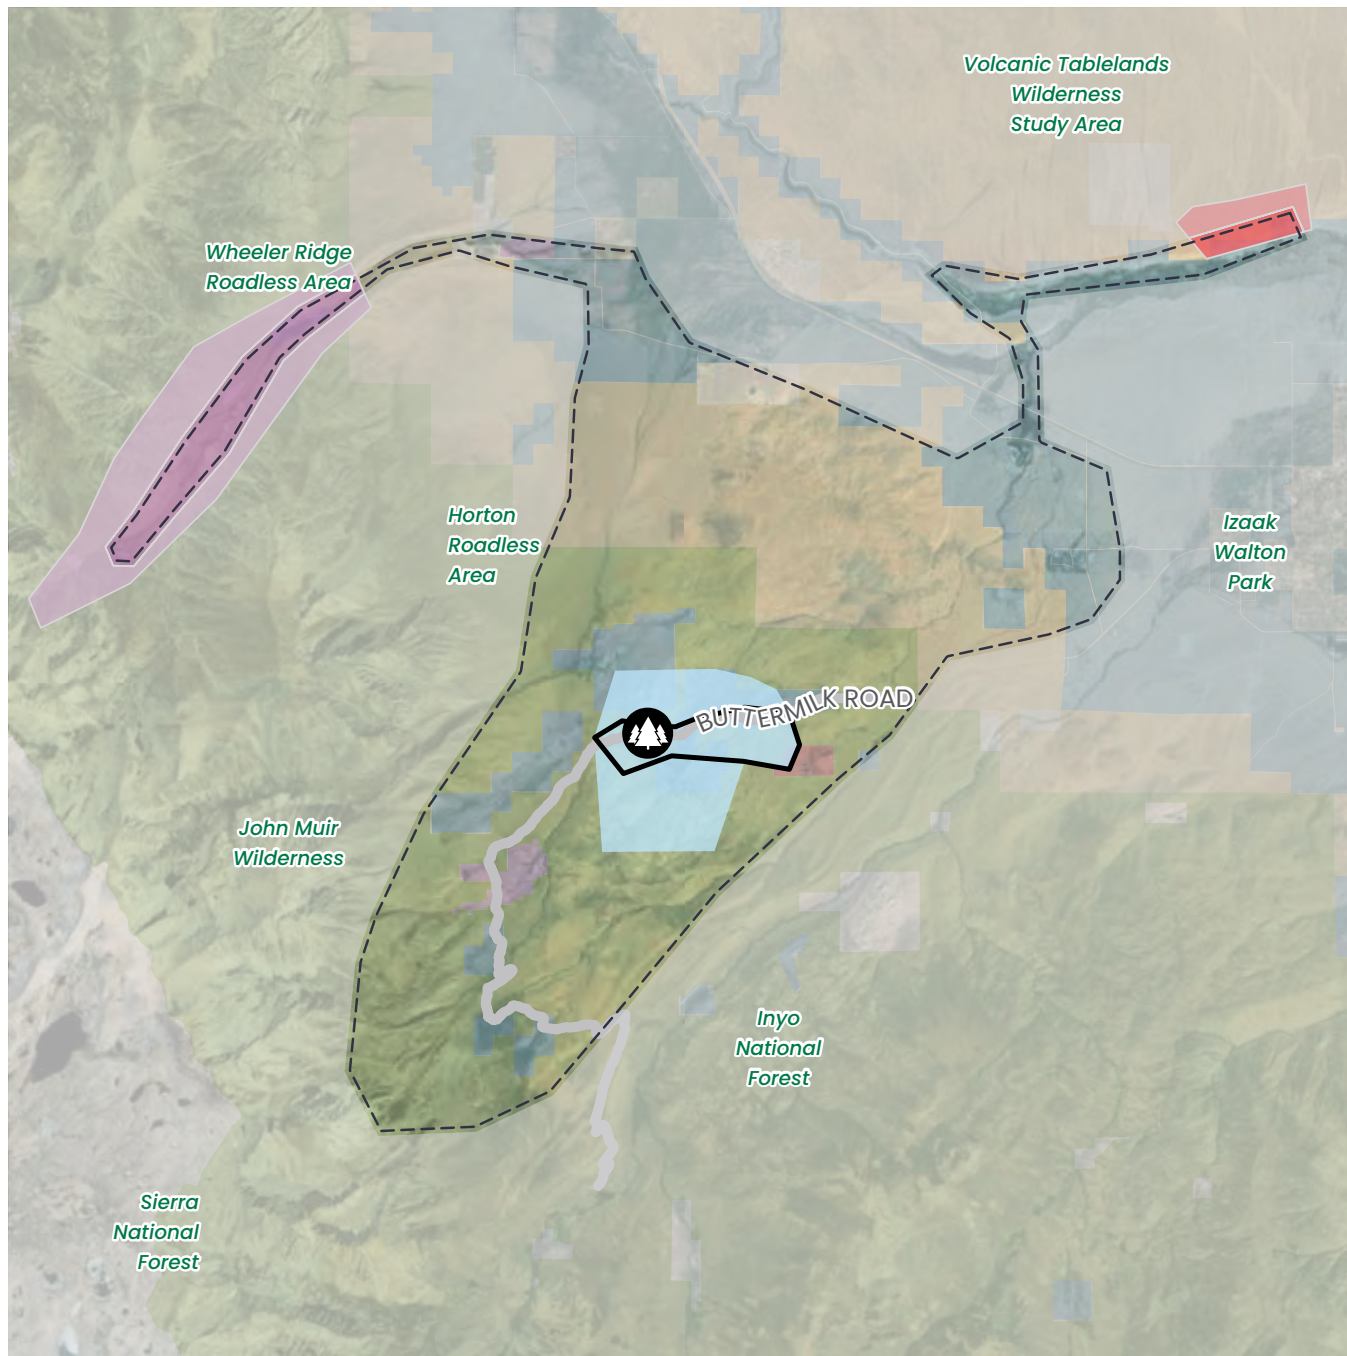 Volcanic Tablelands
Wilderness
Study Area
Wheeler Ridge
Roadless Area
Horton
Roadless
Area
Izaak
Walton
Park
BUTTERMILK ROAD
John Muir
Wilderness
Inyo
National
Forest
Sierra
National
Forest